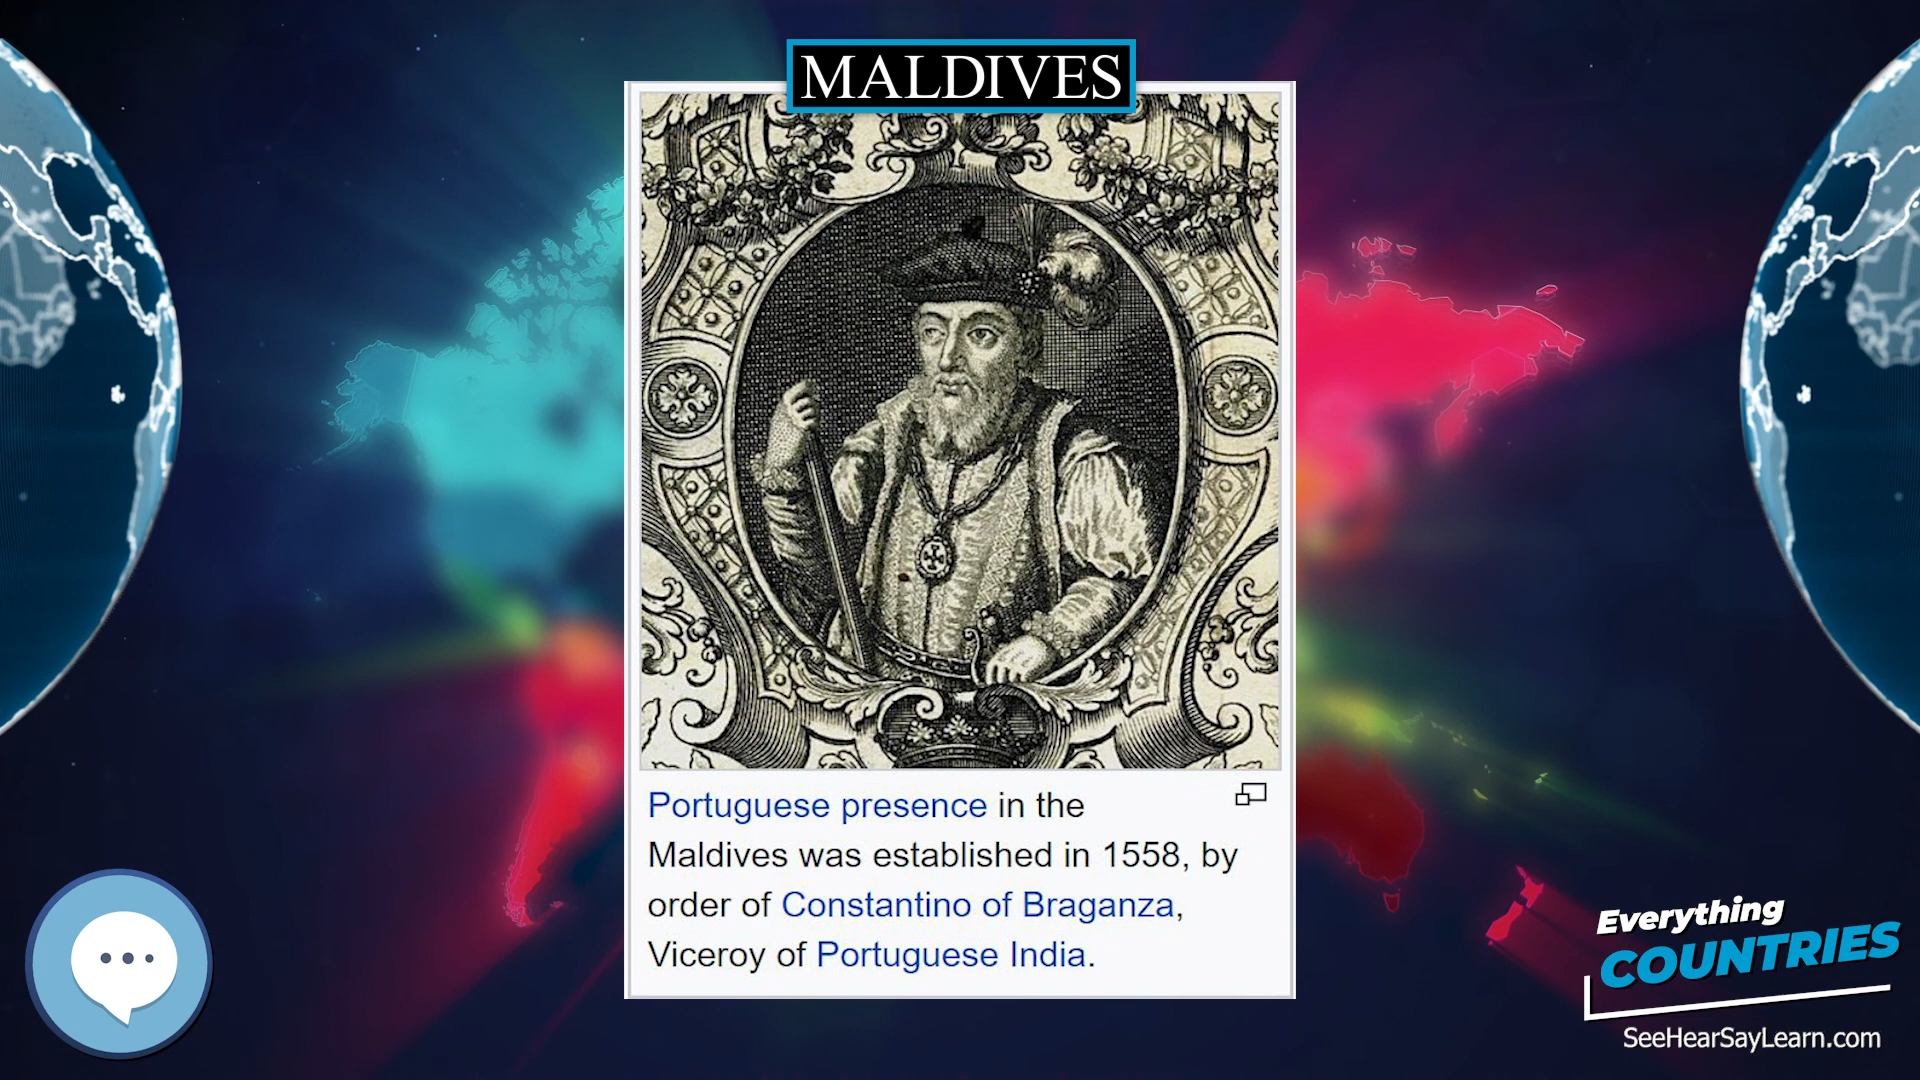 MALDIVES
Portuguese presence in the
Maldives was established in 1558, by
order of Constantino of Braganza,
Viceroy of Portuguese India.
Everything
COUNTRIES
SeeHearSayLearn.com